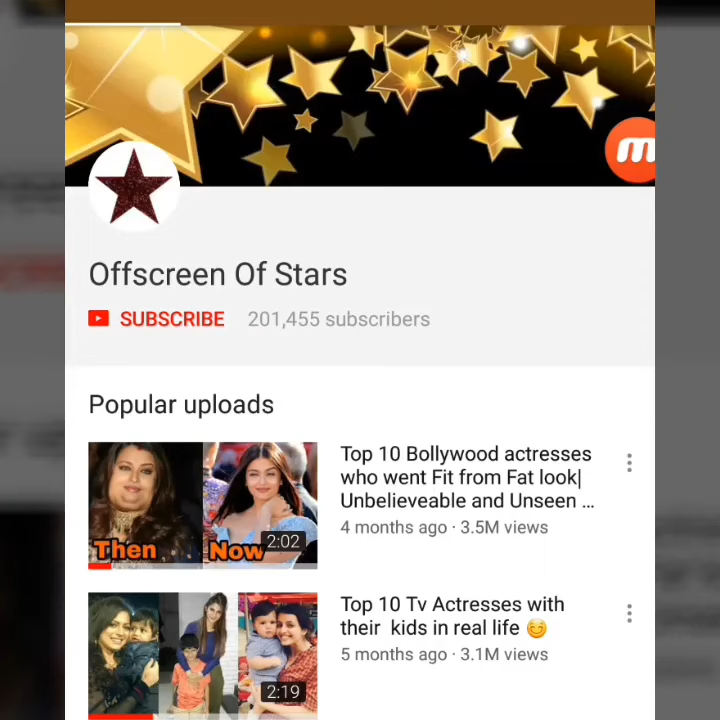 m
Offscreen Of Stars
SUBSCRIBE 201,455 subscribers
Popular uploads
Top 10 Bollywood actresses
who went Fit from Fat look|
Unbelieveable and Unseen ...
4 months ago · 3.5M views
Then Now 2:02
Top 10 Tv Actresses with
their kids in real life 😊
5 months ago · 3.1M views
2:19